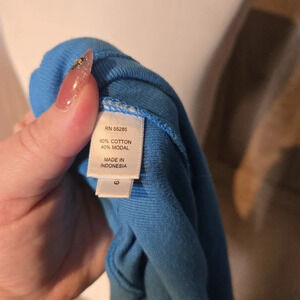 RN 55285
60% COTTON
40% MODAL
MADE IN
INDONESIA